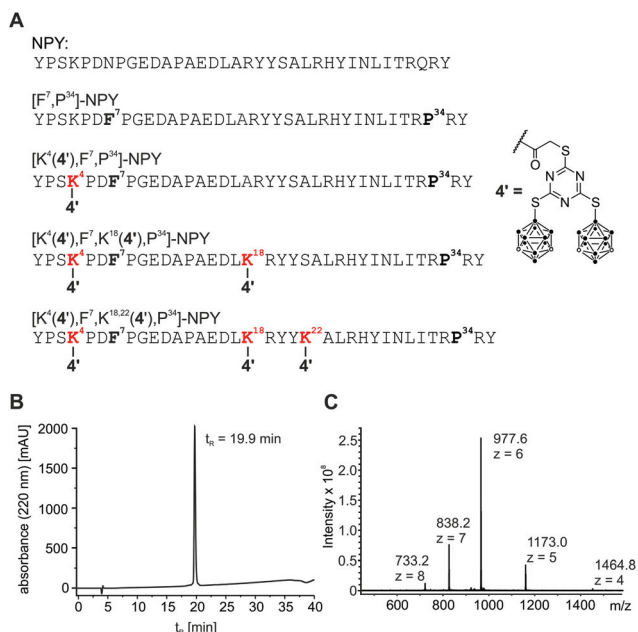 A
NPY:
YPSKPDNPGEDAPAEDLARYYSALRHYINLITRQRY
[F⁷,P³⁴]-NPY
YPSKPDF⁷PGEDAPAEDLARYYSALRHYINLITRP³⁴RY
[K⁴(4'),F⁷,P³⁴]-NPY
YPSK⁴PDF⁷PGEDAPAEDLARYYSALRHYINLITRP³⁴RY
4'
[K⁴(4'),F⁷,K¹⁸(4'),P³⁴]-NPY
YPSK⁴PDF⁷PGEDAPAEDLK¹⁸RYYSALRHYINLITRP³⁴RY
4' 4'
[K⁴(4'),F⁷,K¹⁸,²²(4'),P³⁴]-NPY
YPSK⁴PDF⁷PGEDAPAEDLK¹⁸RYYK²²ALRHYINLITRP³⁴RY
4' 4' 4'
4' =
O
S
N N
S N S
B
absorbance (220 nm) [mAU]
2000
1500
1000
500
0
tR = 19.9 min
0 5 10 15 20 25 30 35 40
tR [min]
C
Intensity x 10⁸
2.5
2.0
1.5
1.0
0.5
0.0
977.6
z = 6
838.2
z = 7
1173.0
z = 5
733.2
z = 8
1464.8
z = 4
600 800 1000 1200 1400 m/z